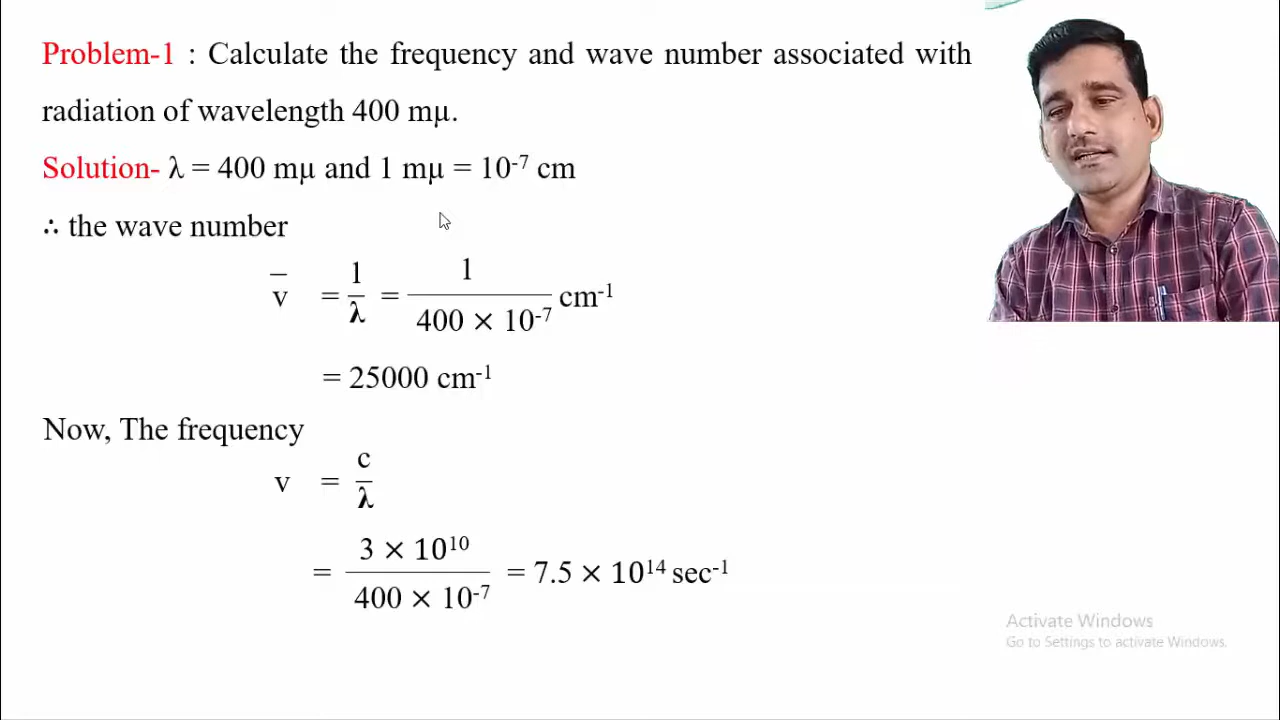 Problem-1 : Calculate the frequency and wave number associated with
radiation of wavelength 400 mμ.
Solution- λ = 400 mμ and 1 mμ = 10⁻⁷ cm
∴ the wave number
v̅ = 1/λ = 1/(400 × 10⁻⁷) cm⁻¹
= 25000 cm⁻¹
Now, The frequency
v = c/λ
= (3 × 10¹⁰)/(400 × 10⁻⁷) = 7.5 × 10¹⁴ sec⁻¹
Activate Windows
Go to Settings to activate Windows.